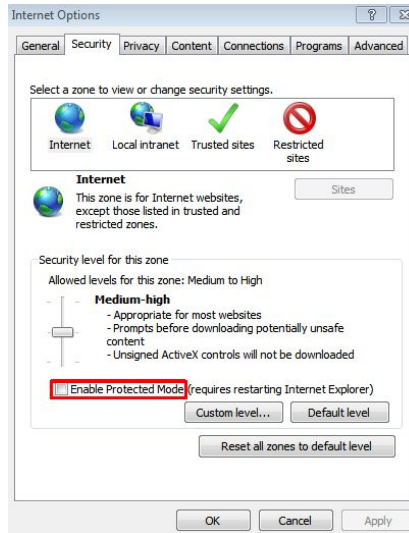 Internet Options
General Security Privacy Content Connections Programs Advanced
Select a zone to view or change security settings.
Internet Local intranet Trusted sites Restricted sites
Internet
This zone is for Internet websites,
except those listed in trusted and
restricted zones.
Sites
Security level for this zone
Allowed levels for this zone: Medium to High
Medium-high
- Appropriate for most websites
- Prompts before downloading potentially unsafe
content
- Unsigned ActiveX controls will not be downloaded
Enable Protected Mode (requires restarting Internet Explorer)
Custom level... Default level
Reset all zones to default level
OK Cancel Apply